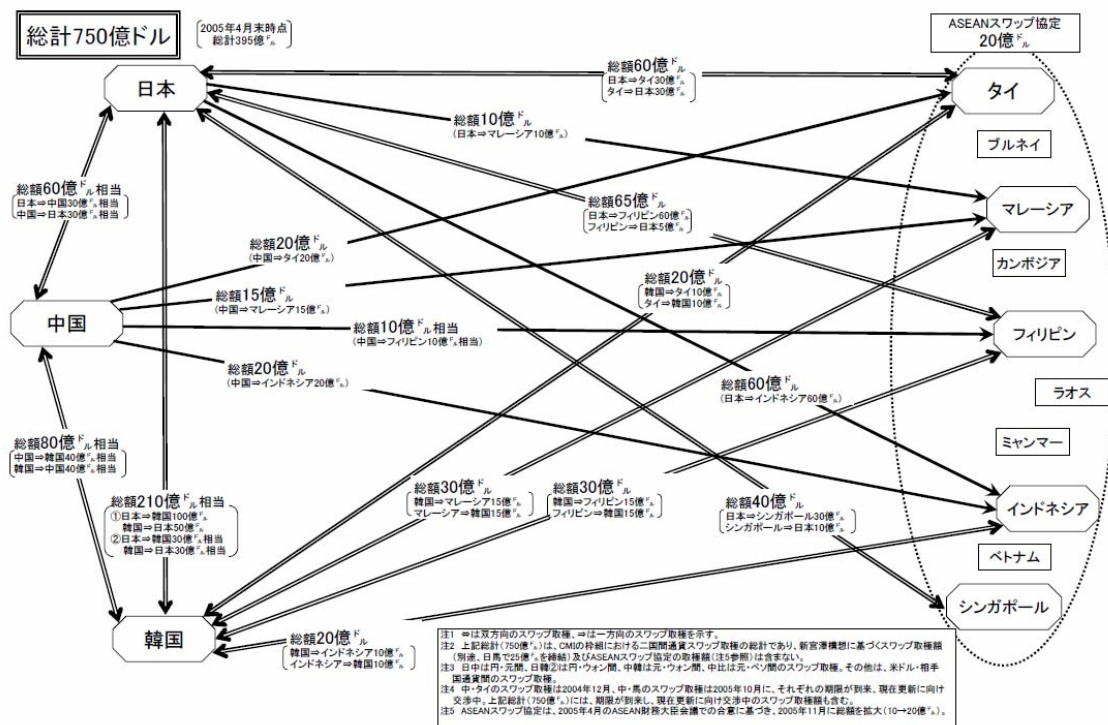 総計750億ドル
2005年4月末時点
総計395億ドル
ASEANスワップ協定
20億ドル
日本
総額60億ドル
日本⇒タイ30億ドル
タイ⇒日本30億ドル
タイ
総額10億ドル
(日本⇒マレーシア10億ドル)
ブルネイ
総額60億ドル相当
日本⇒中国30億ドル相当
中国⇒日本30億ドル相当
総額65億ドル
日本⇒フィリピン60億ドル
フィリピン⇒日本5億ドル
マレーシア
総額20億ドル
(中国⇒タイ20億ドル)
カンボジア
総額20億ドル
韓国⇒タイ10億ドル
タイ⇒韓国10億ドル
総額15億ドル
(中国⇒マレーシア15億ドル)
中国
総額10億ドル相当
(中国⇒フィリピン10億ドル相当)
フィリピン
総額20億ドル
(中国⇒インドネシア20億ドル)
総額60億ドル
(日本⇒インドネシア60億ドル)
ラオス
ミャンマー
総額80億ドル相当
中国⇒韓国40億ドル相当
韓国⇒中国40億ドル相当
総額210億ドル相当
①日本⇒韓国100億ドル
韓国⇒日本50億ドル
②日本⇒韓国30億ドル相当
韓国⇒日本30億ドル相当
総額30億ドル
韓国⇒マレーシア15億ドル
マレーシア⇒韓国15億ドル
総額30億ドル
韓国⇒フィリピン15億ドル
フィリピン⇒韓国15億ドル
総額40億ドル
日本⇒シンガポール30億ドル
シンガポール⇒日本10億ドル
インドネシア
ベトナム
シンガポール
韓国
総額20億ドル
韓国⇒インドネシア10億ドル
インドネシア⇒韓国10億ドル
注1 ⇔は双方向のスワップ取極、⇒は一方向のスワップ取極を示す。
注2 上記総計(750億ドル)は、CMIの枠組における二国間通貨スワップ取極の総計であり、新宮澤構想に基づくスワップ取極額
(別途、日馬で25億ドルを締結)及びASEANスワップ協定の取極額(注5参照)は含まない。
注3 日中は円・元間、日韓②は円・ウォン間、中韓は元・ウォン間、中比は元・ペソ間のスワップ取極。その他は、米ドル・相手
国通貨間のスワップ取極。
注4 中・タイのスワップ取極は2004年12月、中・馬のスワップ取極は2005年10月に、それぞれの期限が到来、現在更新に向け
交渉中。上記総計(750億ドル)には、期限が到来し、現在更新に向け交渉中のスワップ取極額も含む。
注5 ASEANスワップ協定は、2005年4月のASEAN財務大臣会議での合意に基づき、2005年11月に総額を拡大(10→20億ドル)。